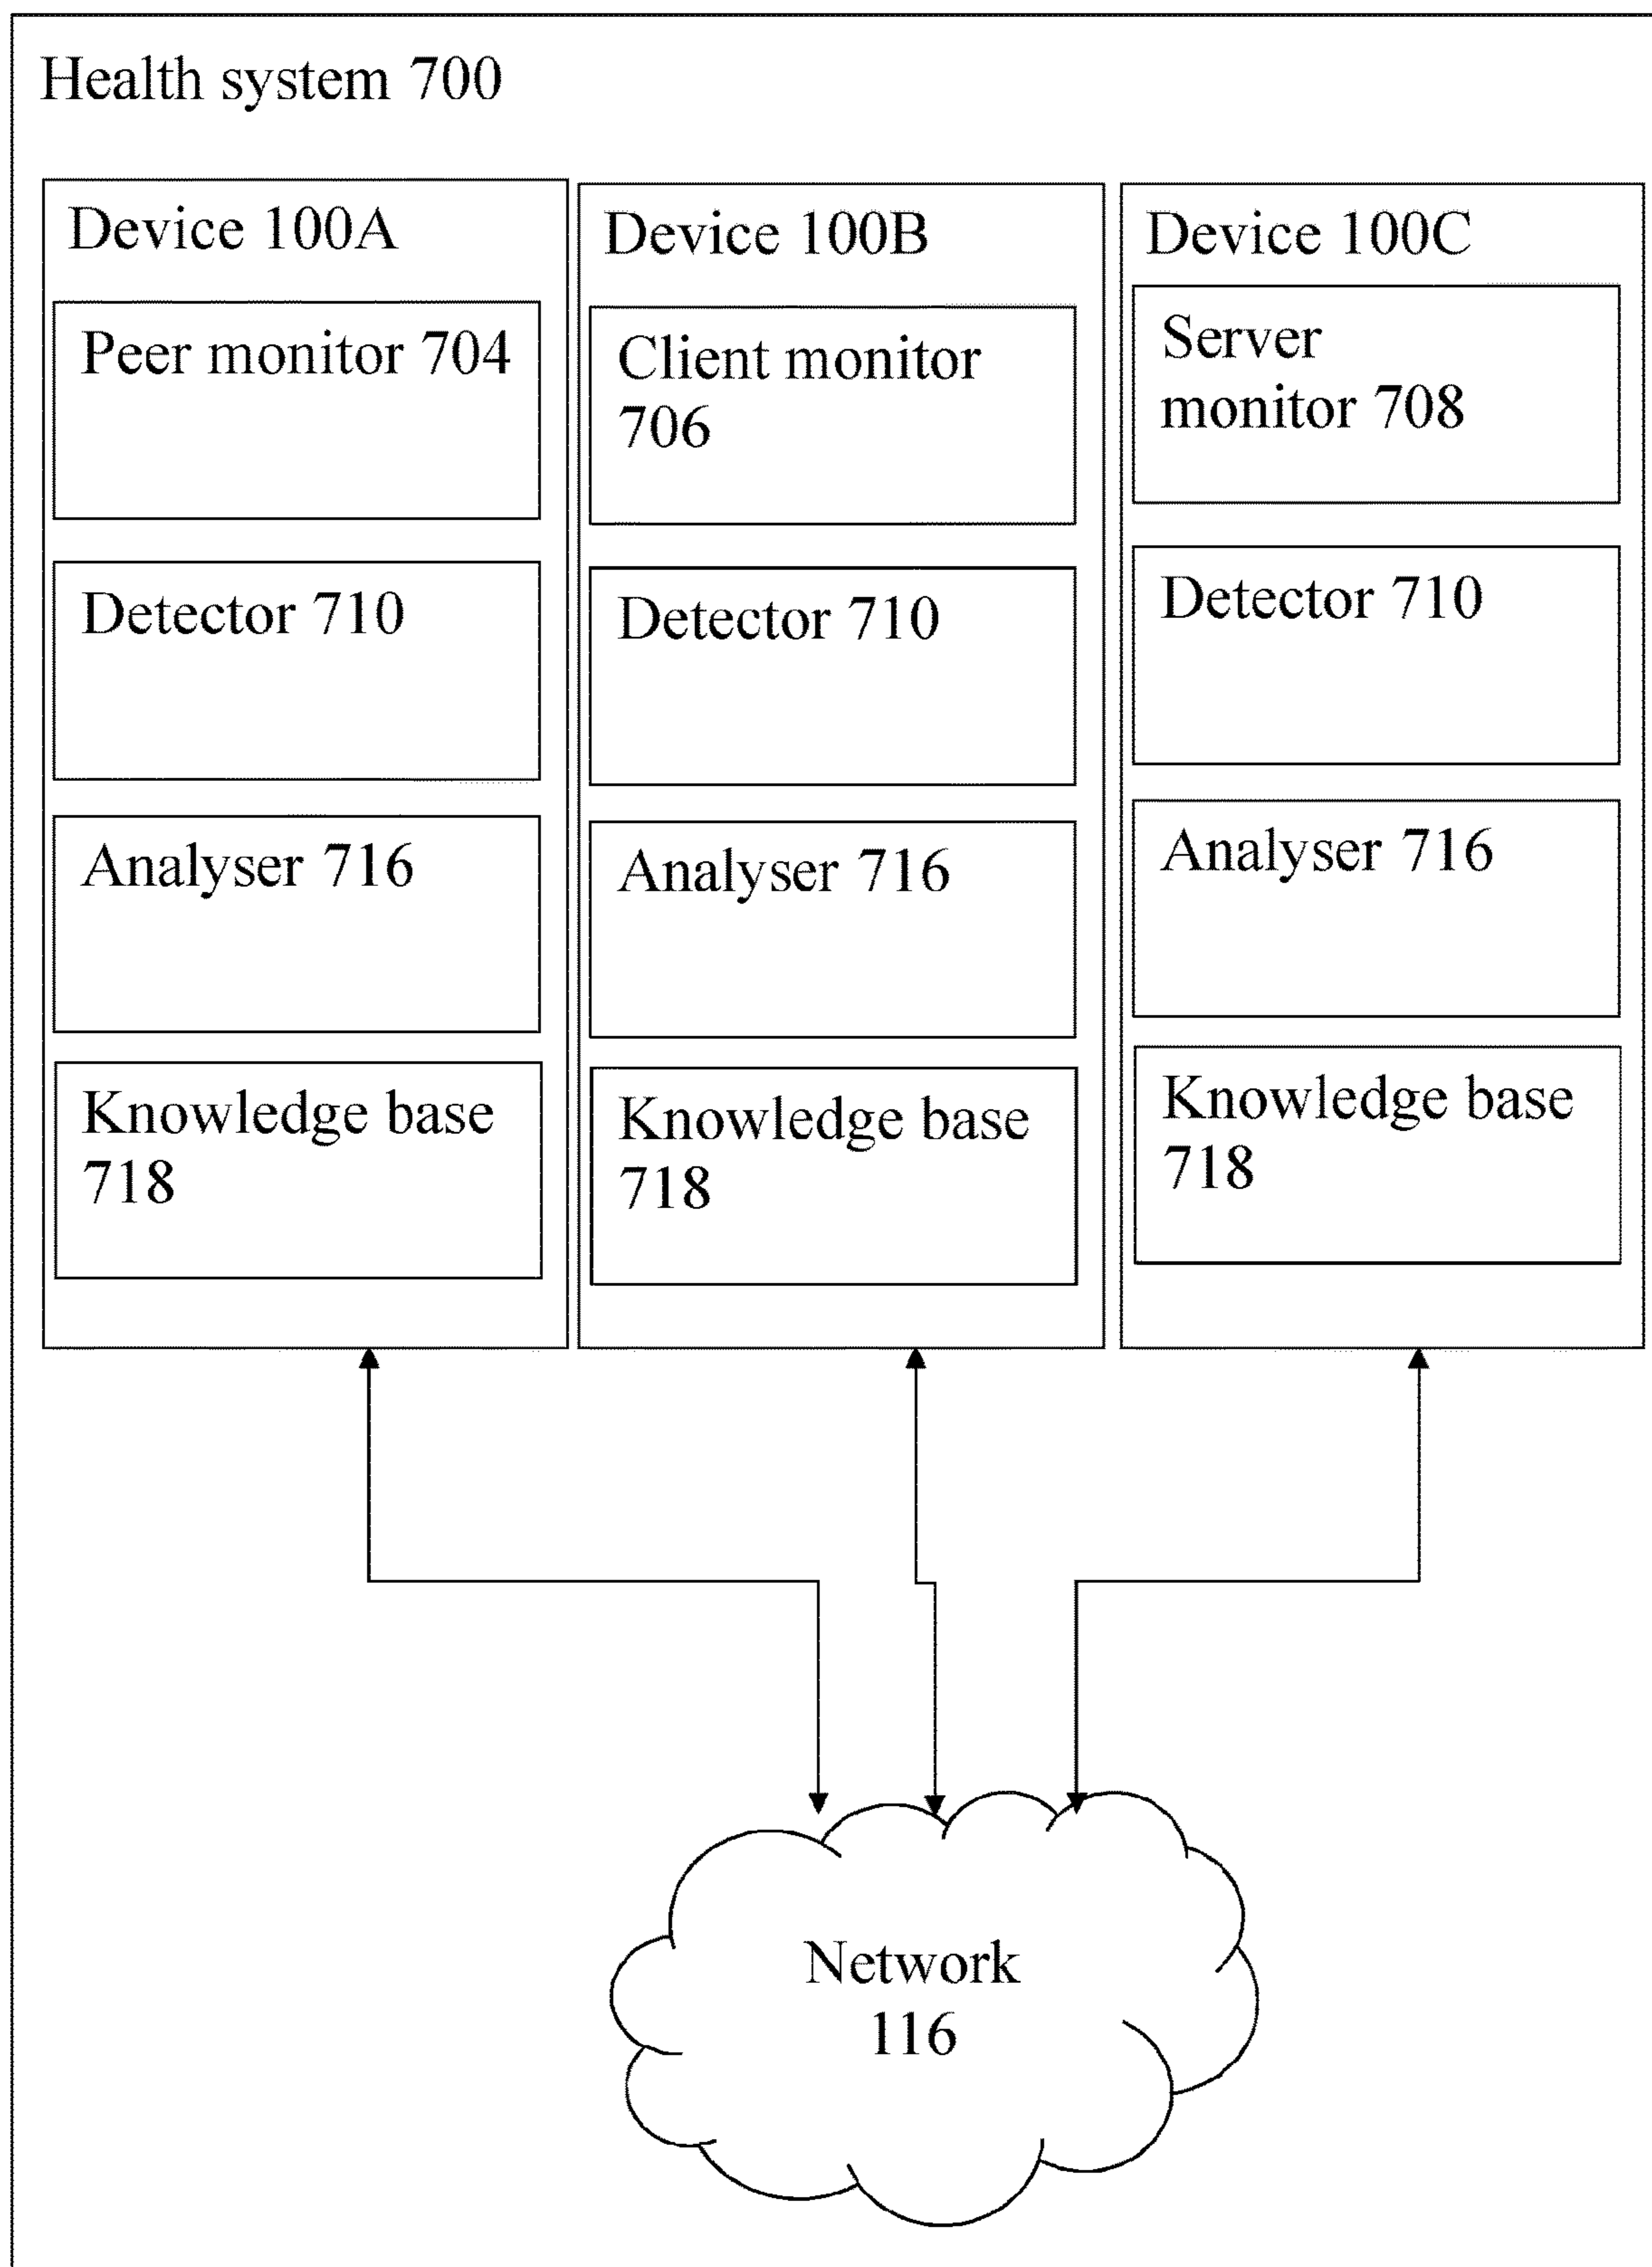 Health system 700
Device 100A
Peer monitor 704
Detector 710
Analyser 716
Knowledge base
718
Device 100B
Client monitor
706
Detector 710
Analyser 716
Knowledge base
718
Device 100C
Server
monitor 708
Detector 710
Analyser 716
Knowledge base
718
Network
116